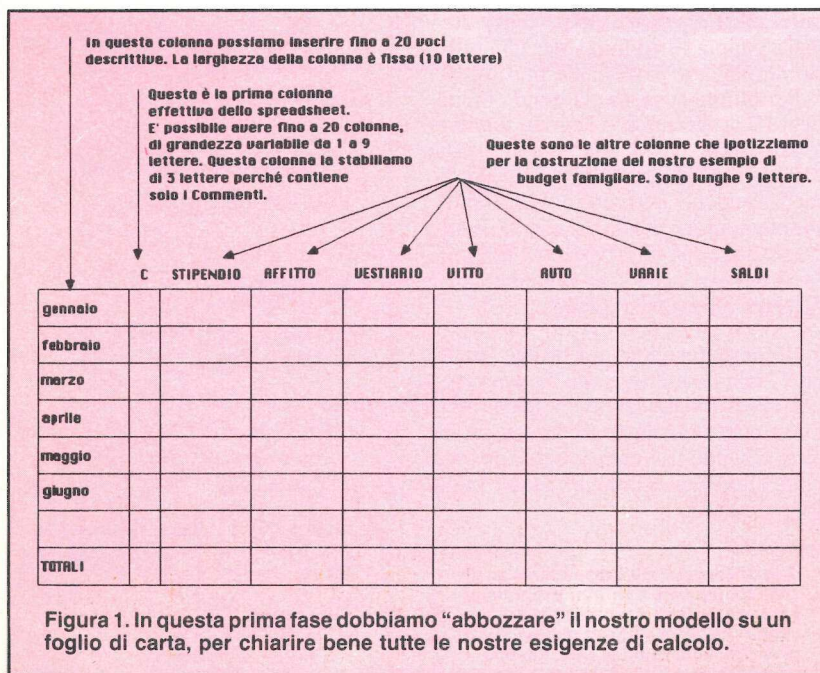 In questa colonna possiamo inserire fino a 20 voci
descrittive. La larghezza della colonna è fissa (10 lettere)
Questa è la prima colonna
effettiva dello spreadsheet.
E' possibile avere fino a 20 colonne,
di grandezza variabile da 1 a 9
lettere. Questa colonna la stabiliamo
di 3 lettere perché contiene
solo i Commenti.
Queste sono le altre colonne che ipotizziamo
per la costruzione del nostro esempio di
budget famigliare. Sono lunghe 9 lettere.
C STIPENDIO AFFITTO VESTIARIO VITTO AUTO VARIE SALDI
gennaio
febbraio
marzo
aprile
maggio
giugno
TOTALI
Figura 1. In questa prima fase dobbiamo “abbozzare” il nostro modello su un
foglio di carta, per chiarire bene tutte le nostre esigenze di calcolo.